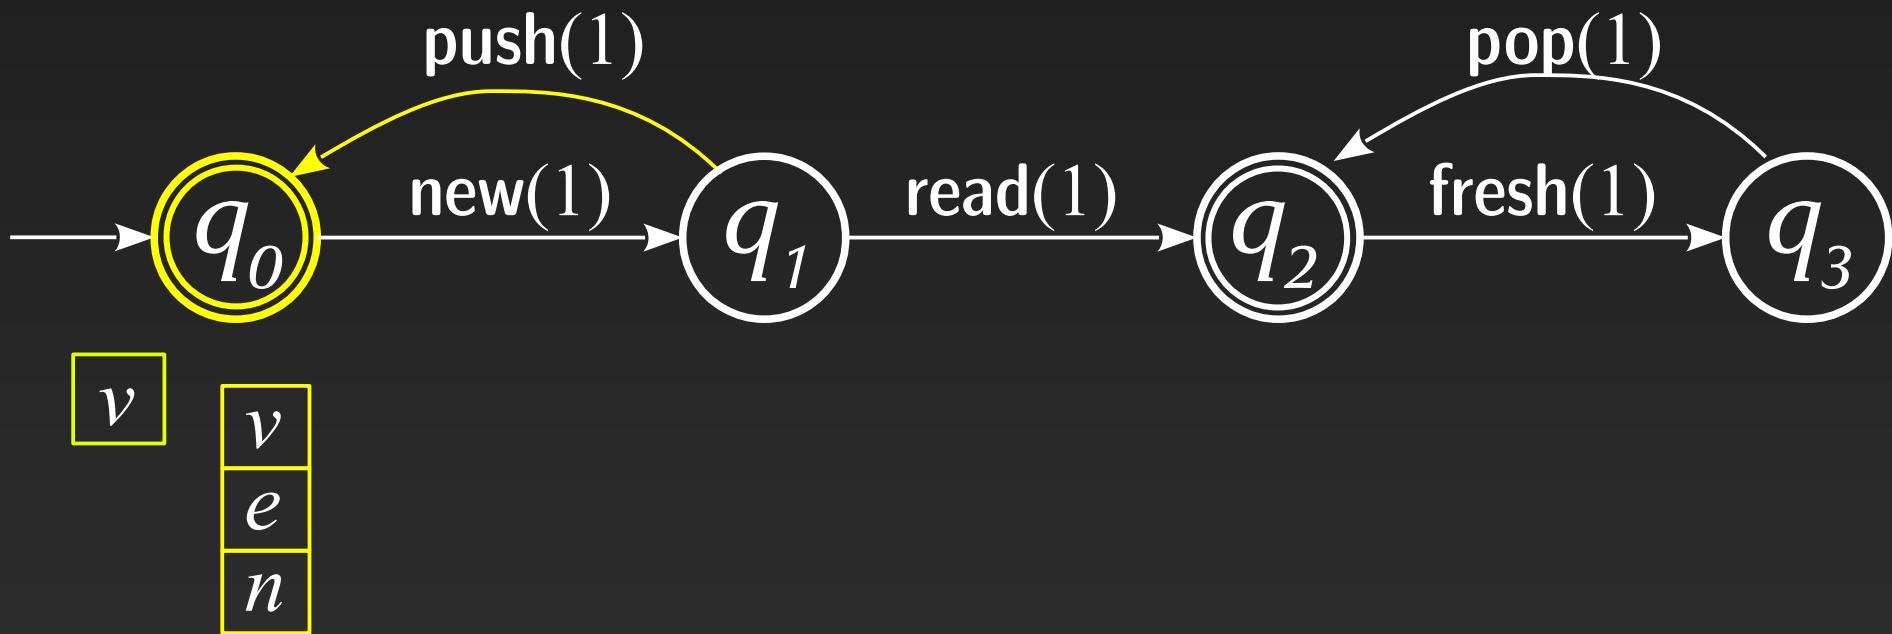 push(1) pop(1)
new(1) read(1) fresh(1)
q0 q1 q2 q3
v
v
e
n